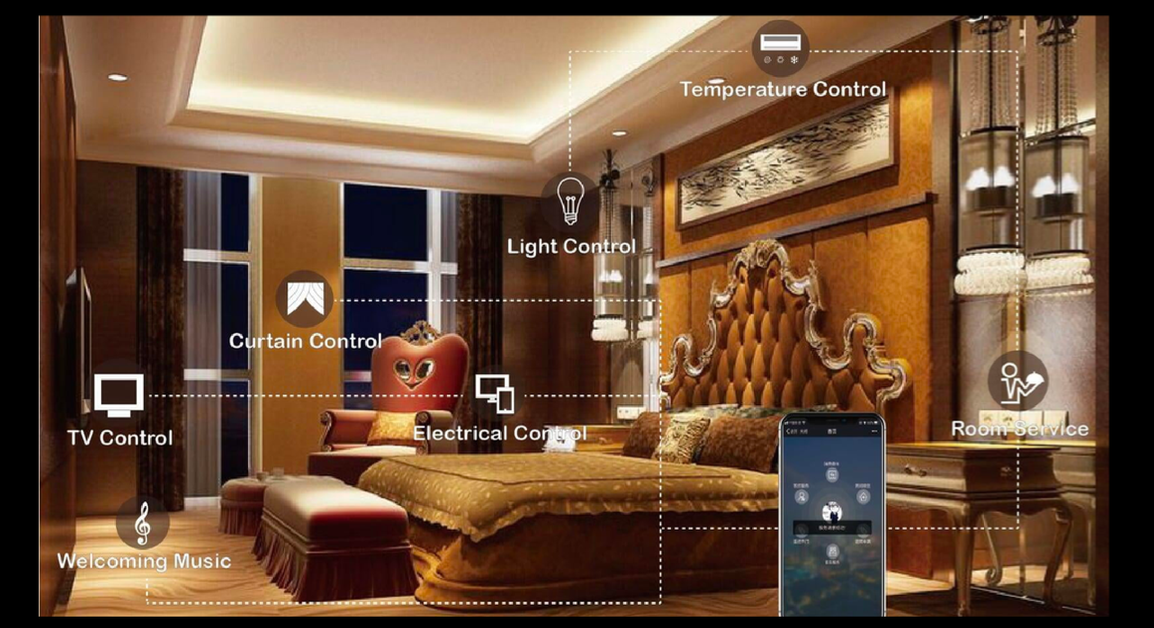 Temperature Control
Light Control
Curtain Control
TV Control
Electrical Control
Room Service
Welcoming Music